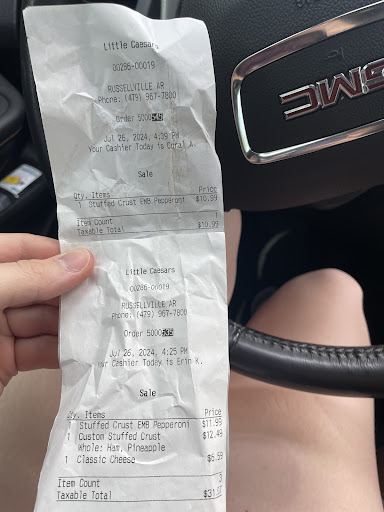 Little Caesars
00286-00019
RUSSELLVILLE AR
Phone: (479) 967-7800
Order 5000545
Jul 26, 2024, 4:39 PM
Your Cashier Today is Coral A.
Sale
Qty. Items Price
1 Stuffed Crust EMB Pepperoni $10.99
Item Count 1
Taxable Total $10.99
Little Caesars
00286-00019
RUSSELLVILLE AR
Phone: (479) 967-7800
Order 5000535
Jul 26, 2024, 4:25 PM
Your Cashier Today is Erin K.
Sale
Qty. Items Price
1 Stuffed Crust EMB Pepperoni $11.99
1 Custom Stuffed Crust $12.49
Whole: Ham, Pineapple
1 Classic Cheese $6.59
Item Count 3
Taxable Total
GMC